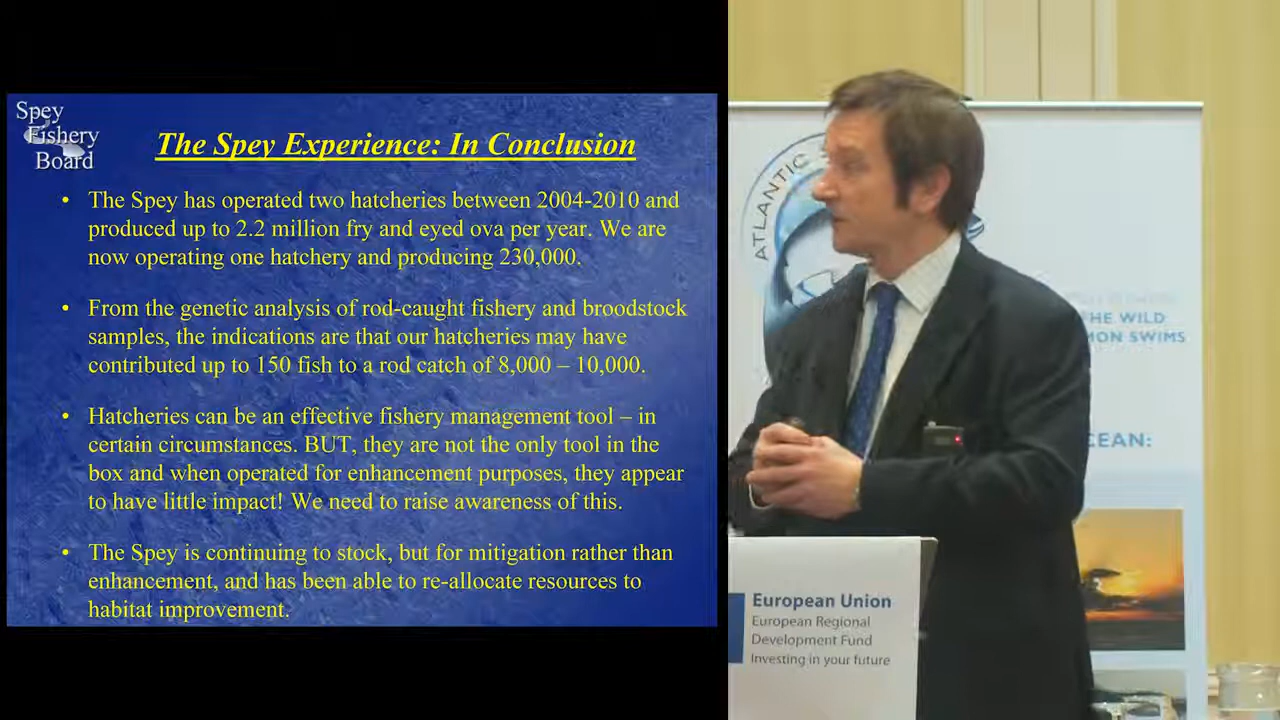 Spey
Fishery
Board
The Spey Experience: In Conclusion
• The Spey has operated two hatcheries between 2004-2010 and
produced up to 2.2 million fry and eyed ova per year. We are
now operating one hatchery and producing 230,000.
• From the genetic analysis of rod-caught fishery and broodstock
samples, the indications are that our hatcheries may have
contributed up to 150 fish to a rod catch of 8,000 – 10,000.
• Hatcheries can be an effective fishery management tool – in
certain circumstances. BUT, they are not the only tool in the
box and when operated for enhancement purposes, they appear
to have little impact! We need to raise awareness of this.
• The Spey is continuing to stock, but for mitigation rather than
enhancement, and has been able to re-allocate resources to
habitat improvement.
ATLANTIC
HE WILD
MON SWIMS
CEAN:
European Union
European Regional
Development Fund
Investing in your future